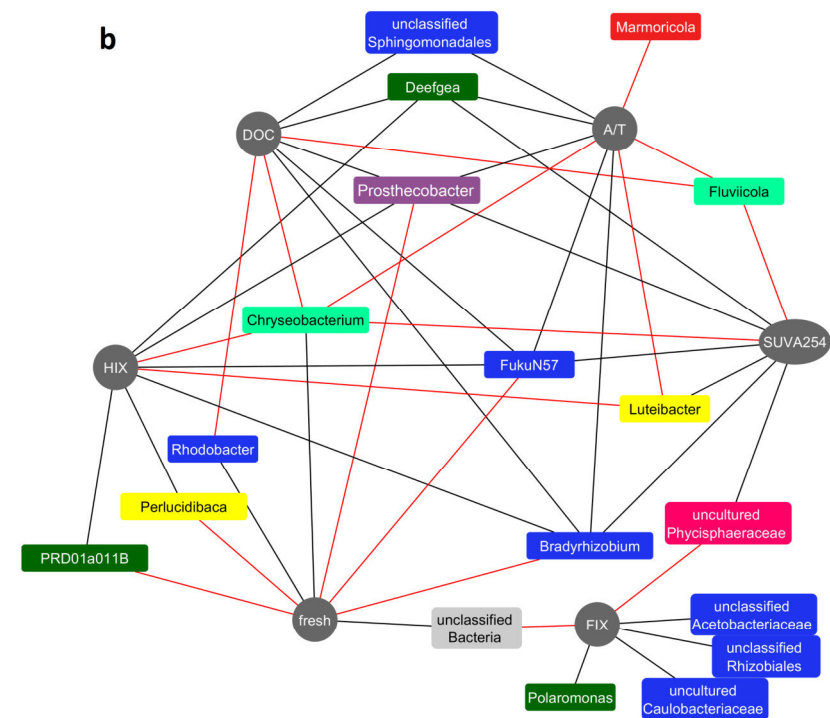 b
unclassified
Sphingomonadales
Marmoricola
Deefgea
DOC
A/T
Prosthecobacter
Fluviicola
Chryseobacterium
SUVA254
HIX
FukuN57
Luteibacter
Rhodobacter
Perlucidibaca
uncultured
Phycisphaeraceae
Bradyrhizobium
PRD01a011B
fresh
unclassified
Bacteria
FIX
unclassified
Acetobacteriaceae
unclassified
Rhizobiales
Polaromonas
uncultured
Caulobacteriaceae